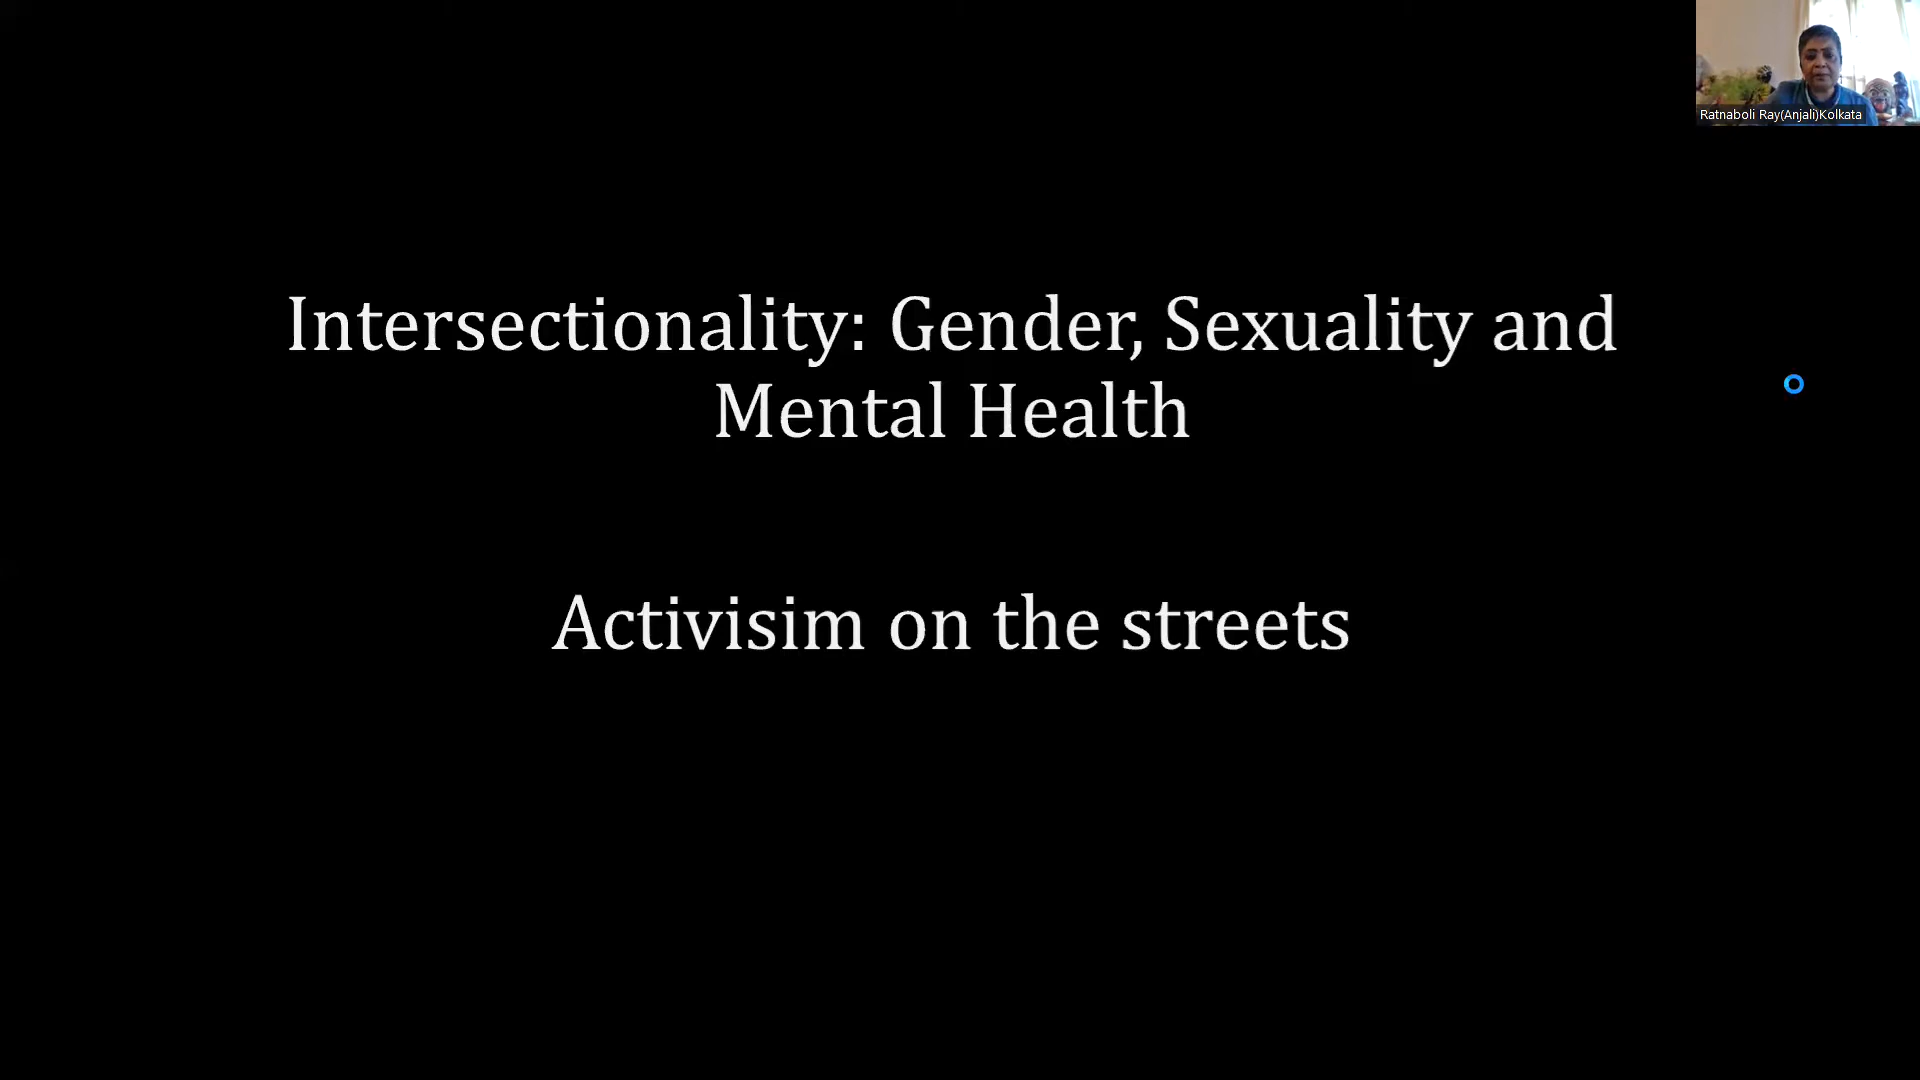 Ratnaboli Ray(Anjali)Kolkata
Intersectionality: Gender, Sexuality and
Mental Health
Activisim on the streets